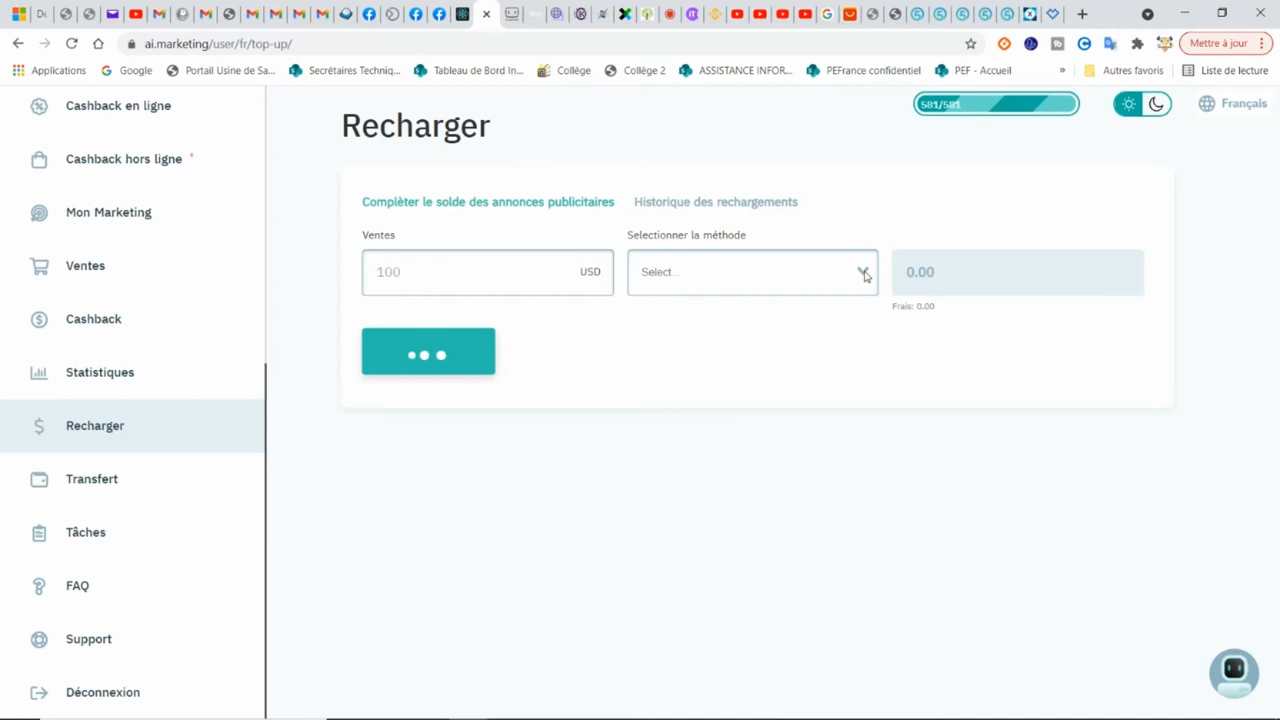 ai.marketing/user/fr/top-up/
Mettre à jour
Applications
Google
Portail Usine de Sa...
Secrétaires Techniq...
Tableau de Bord In...
Collège
Collège 2
ASSISTANCE INFOR...
PEFrance confidentiel
PEF - Accueil
»
Autres favoris
Liste de lecture
Cashback en ligne
Cashback hors ligne *
Mon Marketing
Ventes
Cashback
Statistiques
Recharger
Transfert
Tâches
FAQ
Support
Déconnexion
581/581
Français
Recharger
Complèter le solde des annonces publicitaires
Historique des rechargements
Ventes
Selectionner la méthode
100 USD
Select...
0.00
Frais: 0.00